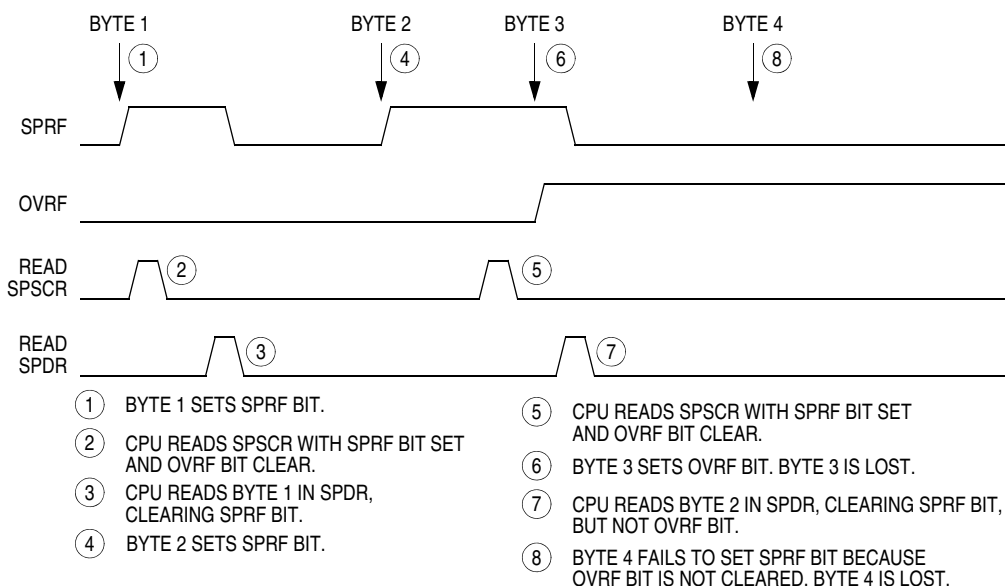 BYTE 1
BYTE 2
BYTE 3
BYTE 4
1
4
6
8
SPRF
OVRF
READ
SPSCR
2
5
READ
SPDR
3
7
1 BYTE 1 SETS SPRF BIT.
2 CPU READS SPSCR WITH SPRF BIT SET
AND OVRF BIT CLEAR.
3 CPU READS BYTE 1 IN SPDR,
CLEARING SPRF BIT.
4 BYTE 2 SETS SPRF BIT.
5 CPU READS SPSCR WITH SPRF BIT SET
AND OVRF BIT CLEAR.
6 BYTE 3 SETS OVRF BIT. BYTE 3 IS LOST.
7 CPU READS BYTE 2 IN SPDR, CLEARING SPRF BIT,
BUT NOT OVRF BIT.
8 BYTE 4 FAILS TO SET SPRF BIT BECAUSE
OVRF BIT IS NOT CLEARED. BYTE 4 IS LOST.